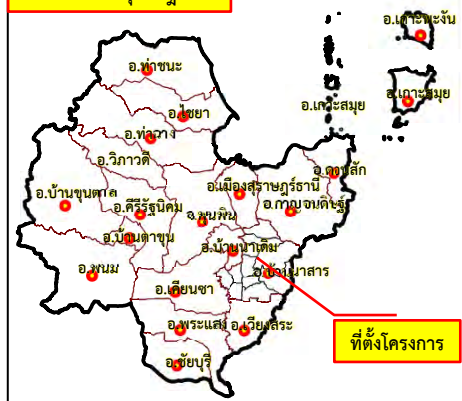 อ.เกาะพะงัน
อ.ท่าชนะ
อ.เกาะสมุย
อ.เกาะสมุย
อ.ไชยา
อ.ท่าฉาง
อ.วิภาวดี
อ.ดอนสัก
อ.บ้านขุนตาล
อ.เมืองสุราษฎร์ธานี
อ.คีรีรัฐนิคม
อ.กาญจนดิษฐ์
อ.พุนพิน
อ.บ้านตาขุน
อ.บ้านนาเดิม
อ.พนม
อ.บ้านนาสาร
อ.เคียนซา
อ.พระแสง
อ.เวียงสระ
ที่ตั้งโครงการ
อ.ชัยบุรี